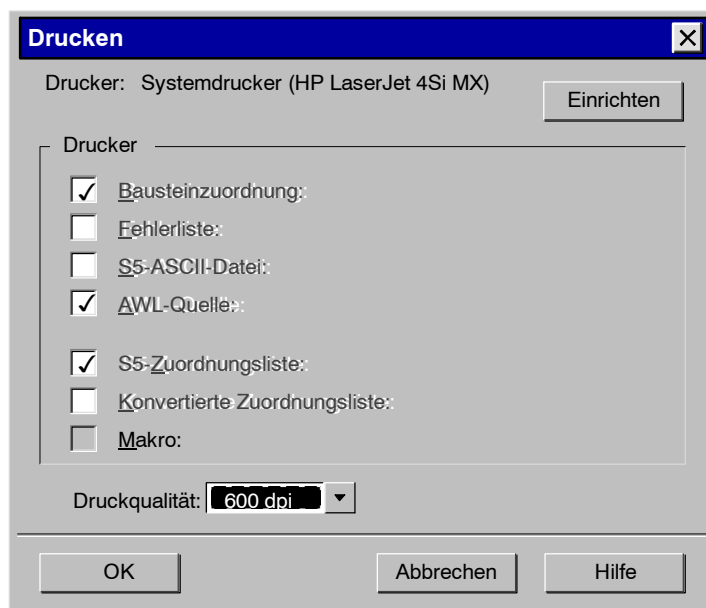 Drucken
Drucker: Systemdrucker (HP LaserJet 4Si MX)
Einrichten
Drucker
Bausteinzuordnung:
Fehlerliste:
S5-ASCII-Datei:
AWL-Quelle:
S5-Zuordnungsliste:
Konvertierte Zuordnungsliste:
Makro:
Druckqualität: 600 dpi
OK Abbrechen Hilfe